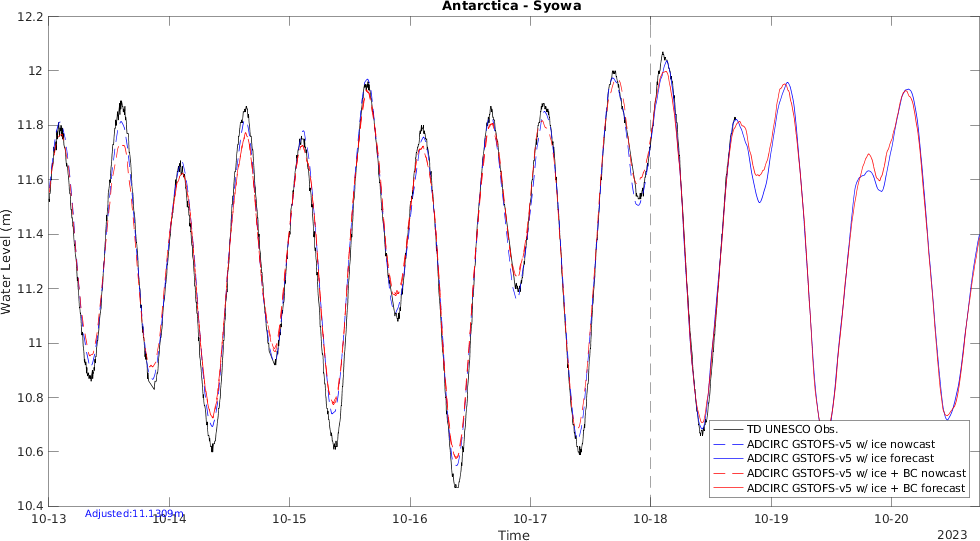 Antarctica - Syowa
12.2
12
11.8
11.6
11.4
11.2
11
10.8
10.6
10.4
Water Level (m)
TD UNESCO Obs.
ADCIRC GSTOFS-v5 w/ ice nowcast
ADCIRC GSTOFS-v5 w/ ice forecast
ADCIRC GSTOFS-v5 w/ ice + BC nowcast
ADCIRC GSTOFS-v5 w/ ice + BC forecast
Adjusted:11.1309m
10-13 10-14 10-15 10-16 10-17 10-18 10-19 10-20
Time
2023